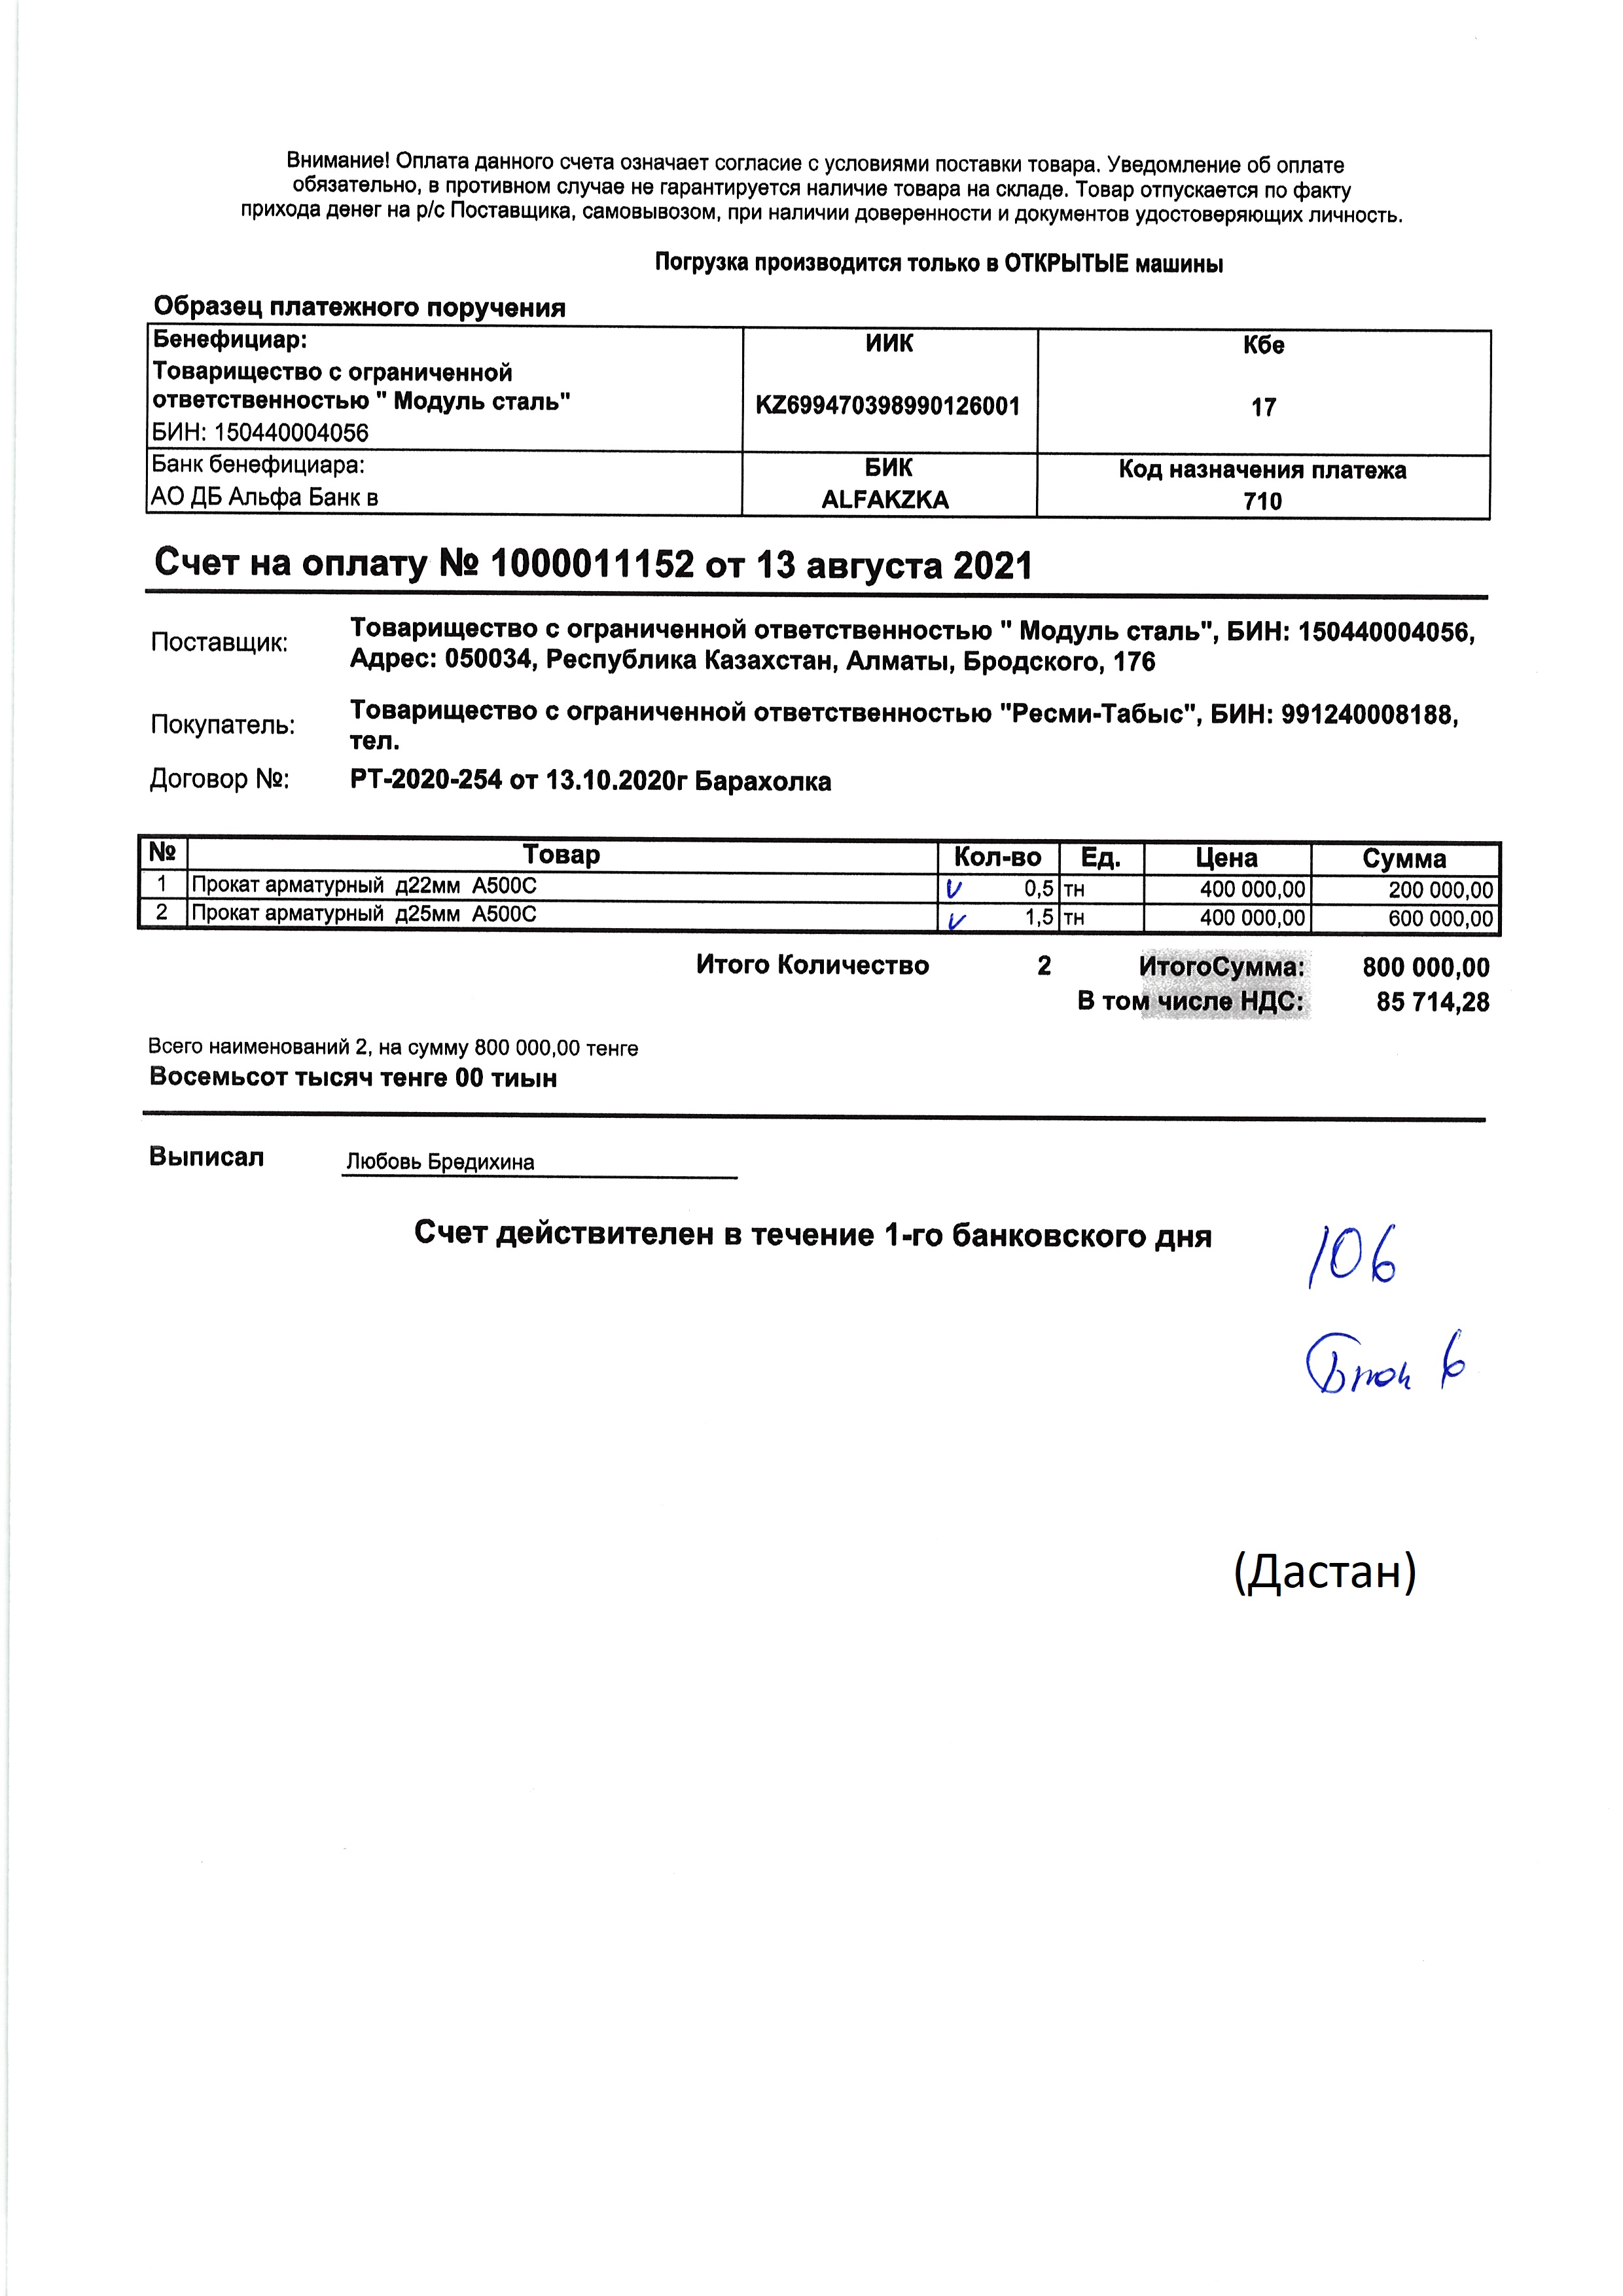 Внимание! Оплата данного счета означает согласие с условиями поставки товара. Уведомление об оплате
обязательно, в противном случае не гарантируется наличие товара на складе. Товар отпускается по факту
прихода денег на р/с Поставщика, самовывозом, при наличии доверенности и документов удостоверяющих личность.
Погрузка производится только в ОТКРЫТЫЕ машины
Образец платежного поручения
Бенефициар: ИИК Кбе
Товарищество с ограниченной
ответственностью " Модуль сталь" KZ699470398990126001 17
БИН: 150440004056
Банк бенефициара: БИК Код назначения платежа
АО ДБ Альфа Банк в ALFAKZKA 710
Счет на оплату № 1000011152 от 13 августа 2021
Поставщик: Товарищество с ограниченной ответственностью " Модуль сталь", БИН: 150440004056,
Адрес: 050034, Республика Казахстан, Алматы, Бродского, 176
Покупатель: Товарищество с ограниченной ответственностью "Ресми-Табыс", БИН: 991240008188,
тел.
Договор №: РТ-2020-254 от 13.10.2020г Барахолка
№ Товар Кол-во Ед. Цена Сумма
1 Прокат арматурный д22мм А500С 0,5 тн 400 000,00 200 000,00
2 Прокат арматурный д25мм А500С 1,5 тн 400 000,00 600 000,00
Итого Количество 2 ИтогоСумма: 800 000,00
В том числе НДС: 85 714,28
Всего наименований 2, на сумму 800 000,00 тенге
Восемьсот тысяч тенге 00 тиын
Выписал Любовь Бредихина
Счет действителен в течение 1-го банковского дня
106
Блок 6
(Дастан)